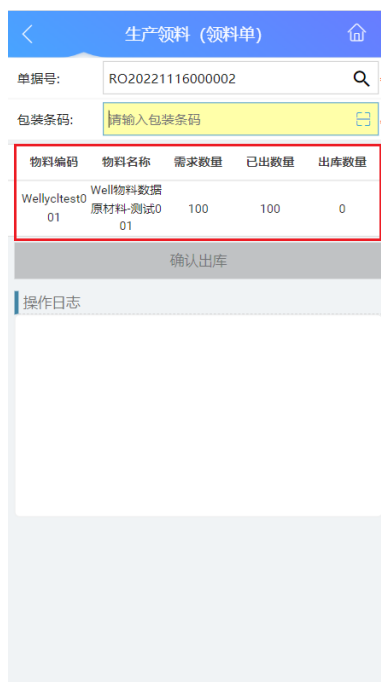 生产领料（领料单）
单据号: RO20221116000002
包装条码: 请输入包装条码
物料编码 物料名称 需求数量 已出数量 出库数量
Wellycltest0 Well物料数据
01 原材料-测试0 100 100 0
01
确认出库
操作日志